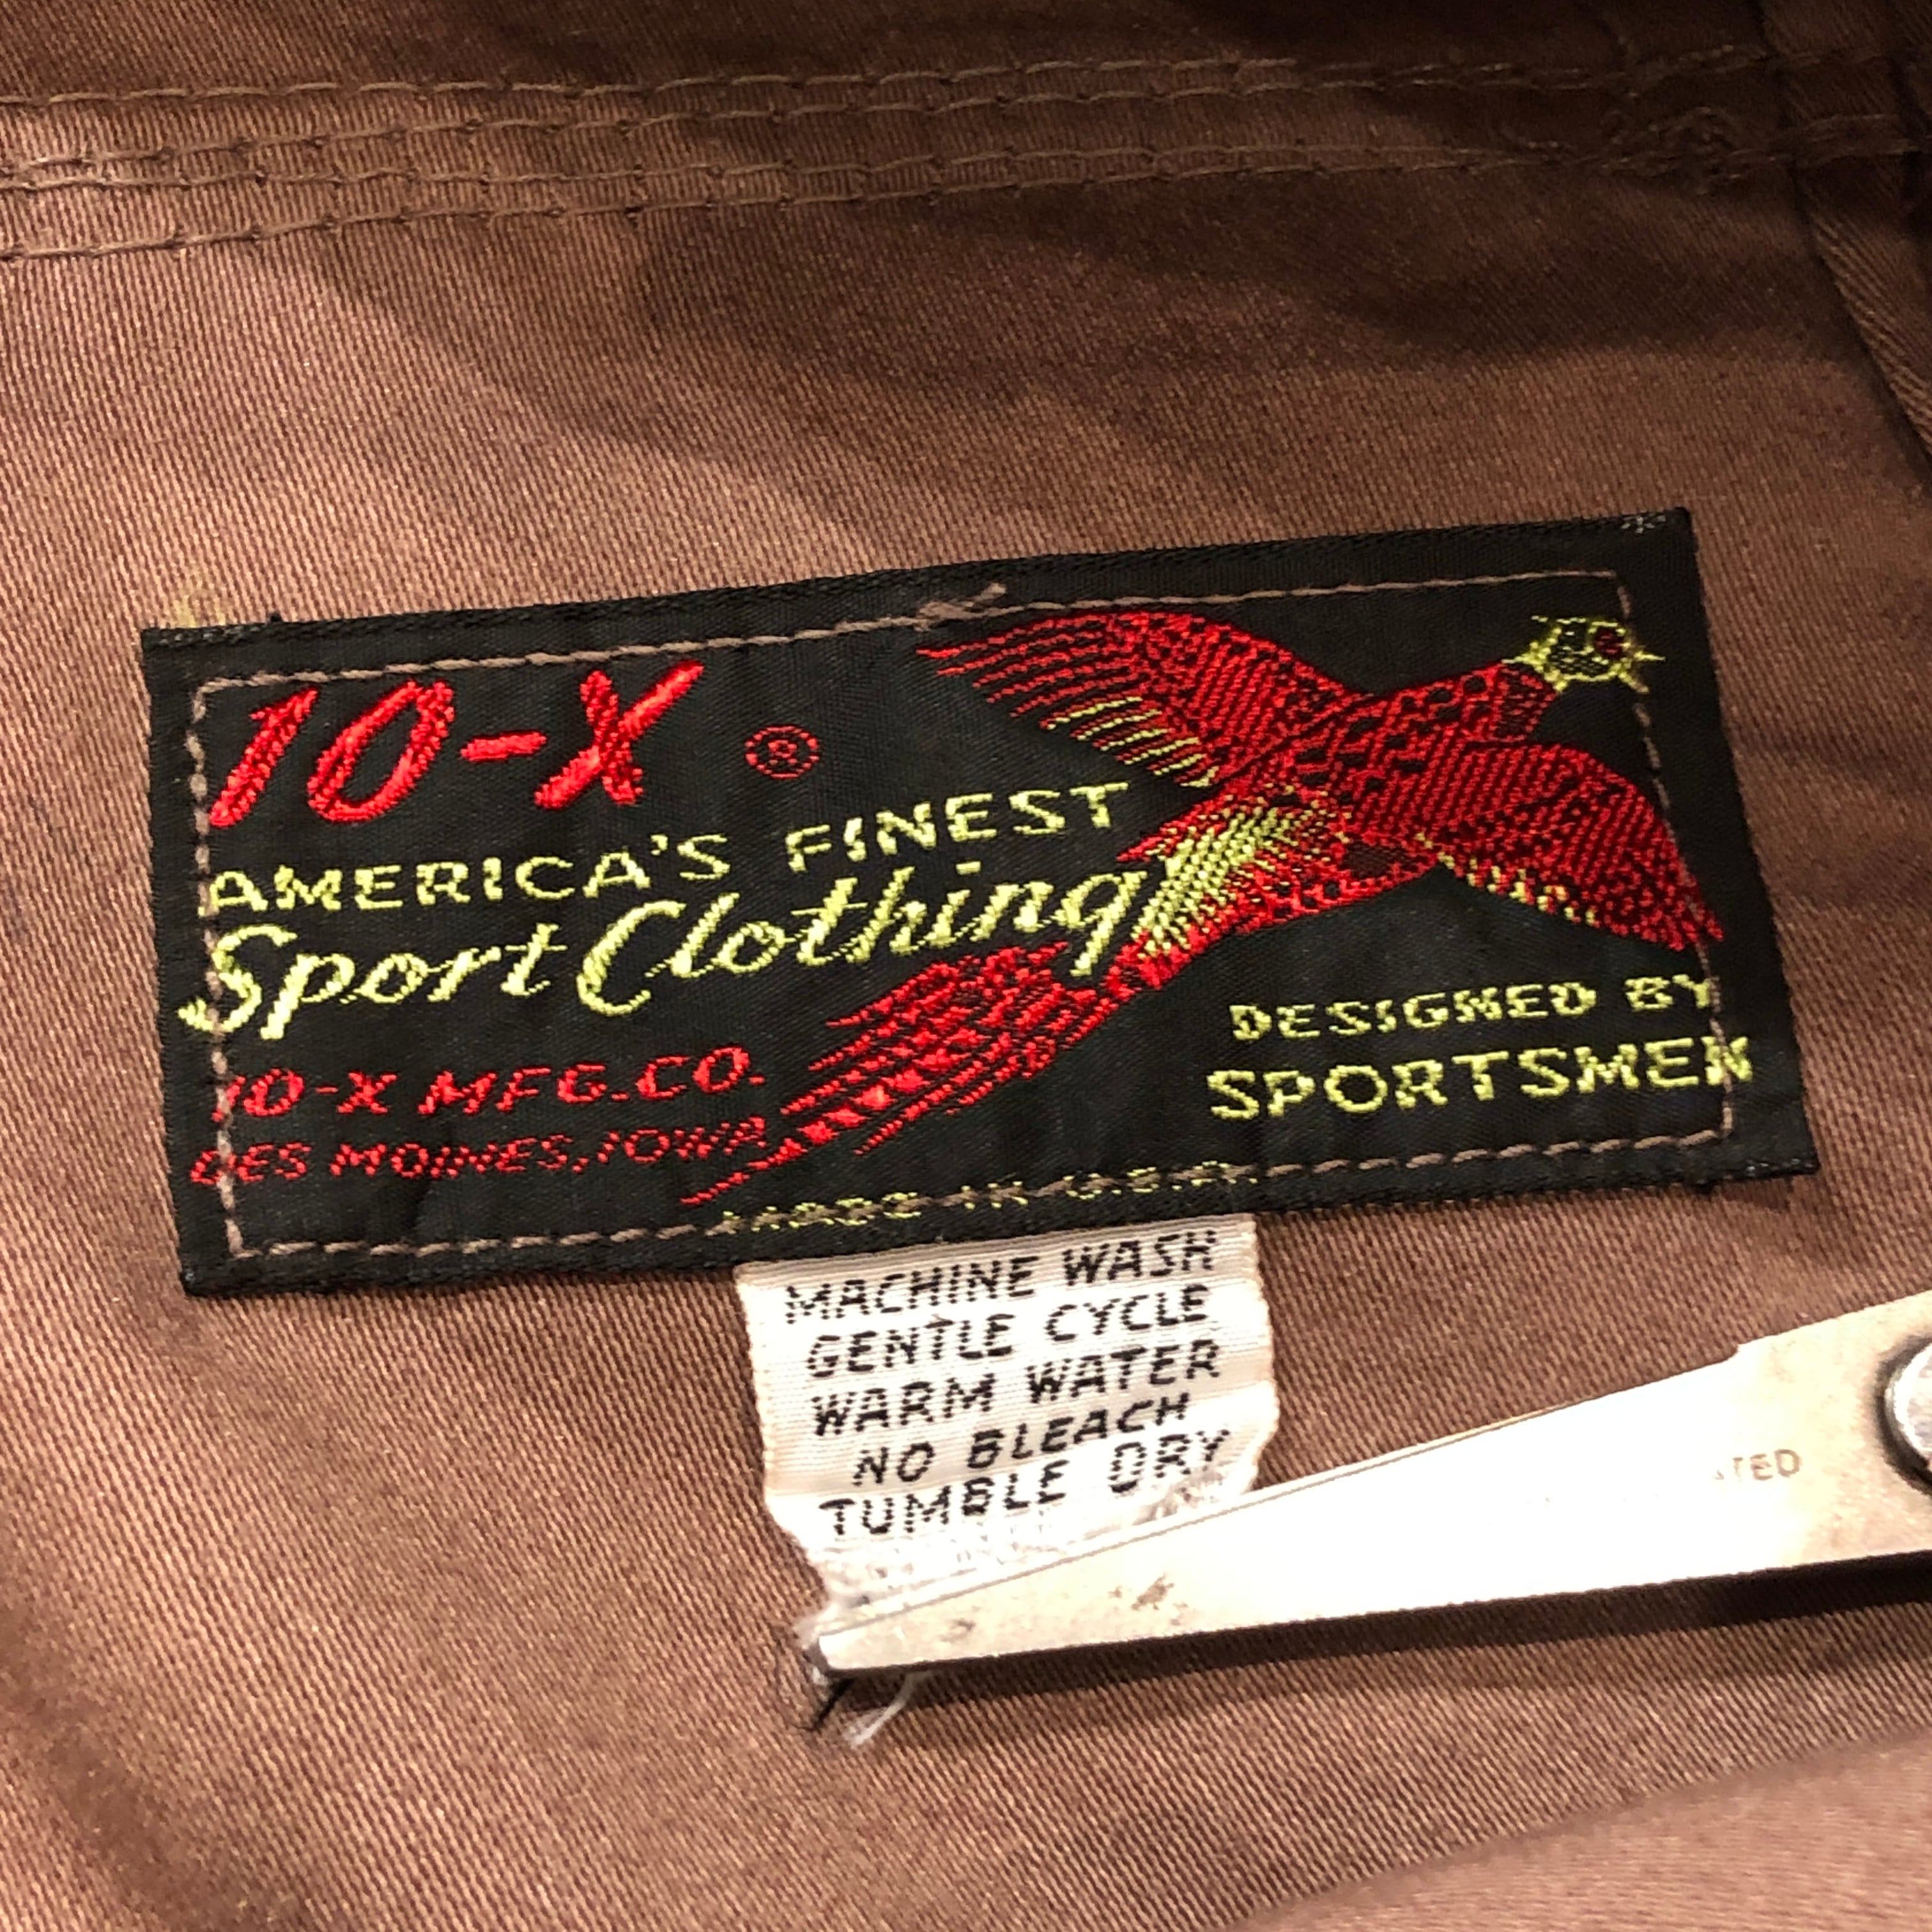 10-X ®
AMERICA'S FINEST
Sport Clothing
10-X MFG.CO.
DES MOINES, IOWA
DESIGNED BY
SPORTSMEN
MADE IN U.S.A.
MACHINE WASH
GENTLE CYCLE
WARM WATER
NO BLEACH
TUMBLE DRY